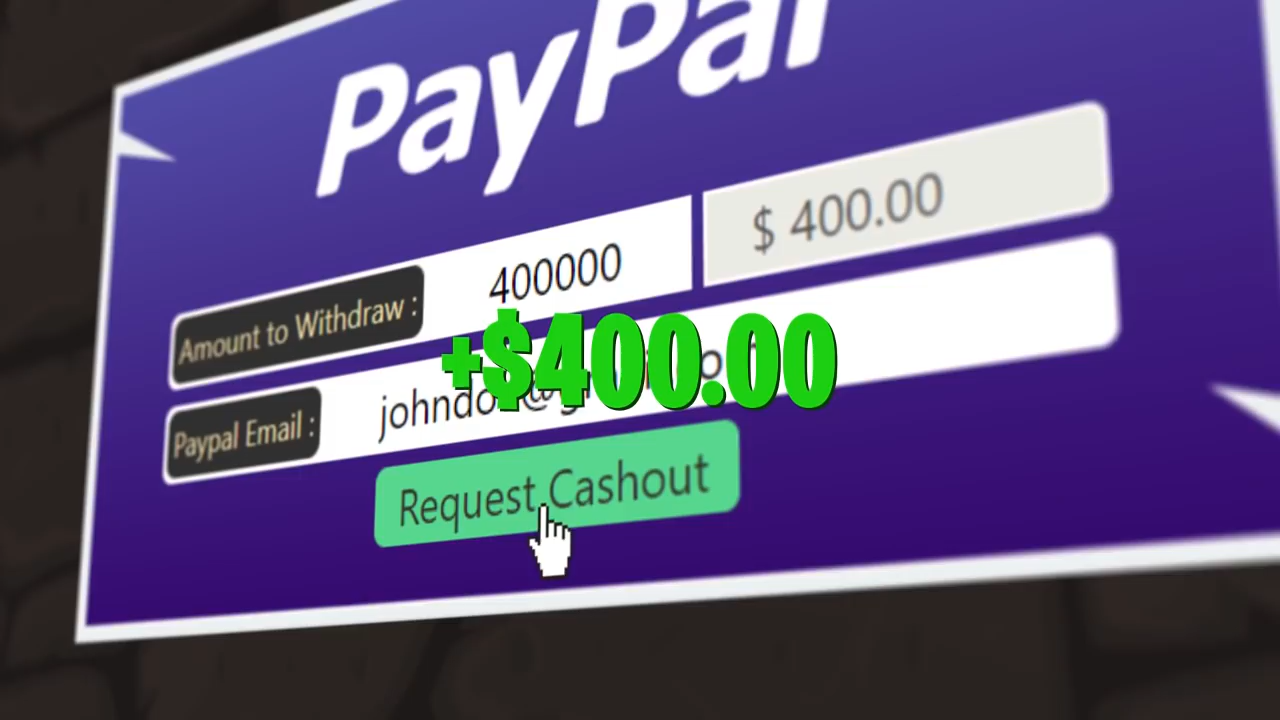 PayPal
Amount to Withdraw : 400000 $ 400.00
+$400.00
Paypal Email :
Request Cashout